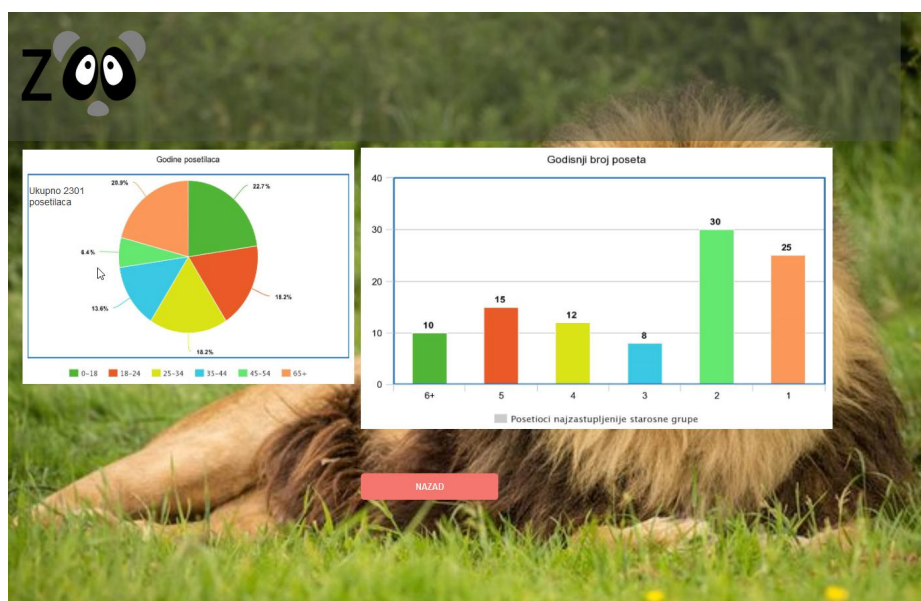 ZOO
Godine posetilaca
Ukupno 2301
posetilaca
20.9%
22.7%
6.4%
13.6%
18.2%
18.2%
0-18 18-24 25-34 35-44 45-54 65+
Godisnji broj poseta
40
30
20
10
0
10
15
12
8
30
25
6+ 5 4 3 2 1
Posetioci najzastupljenije starosne grupe
NAZAD